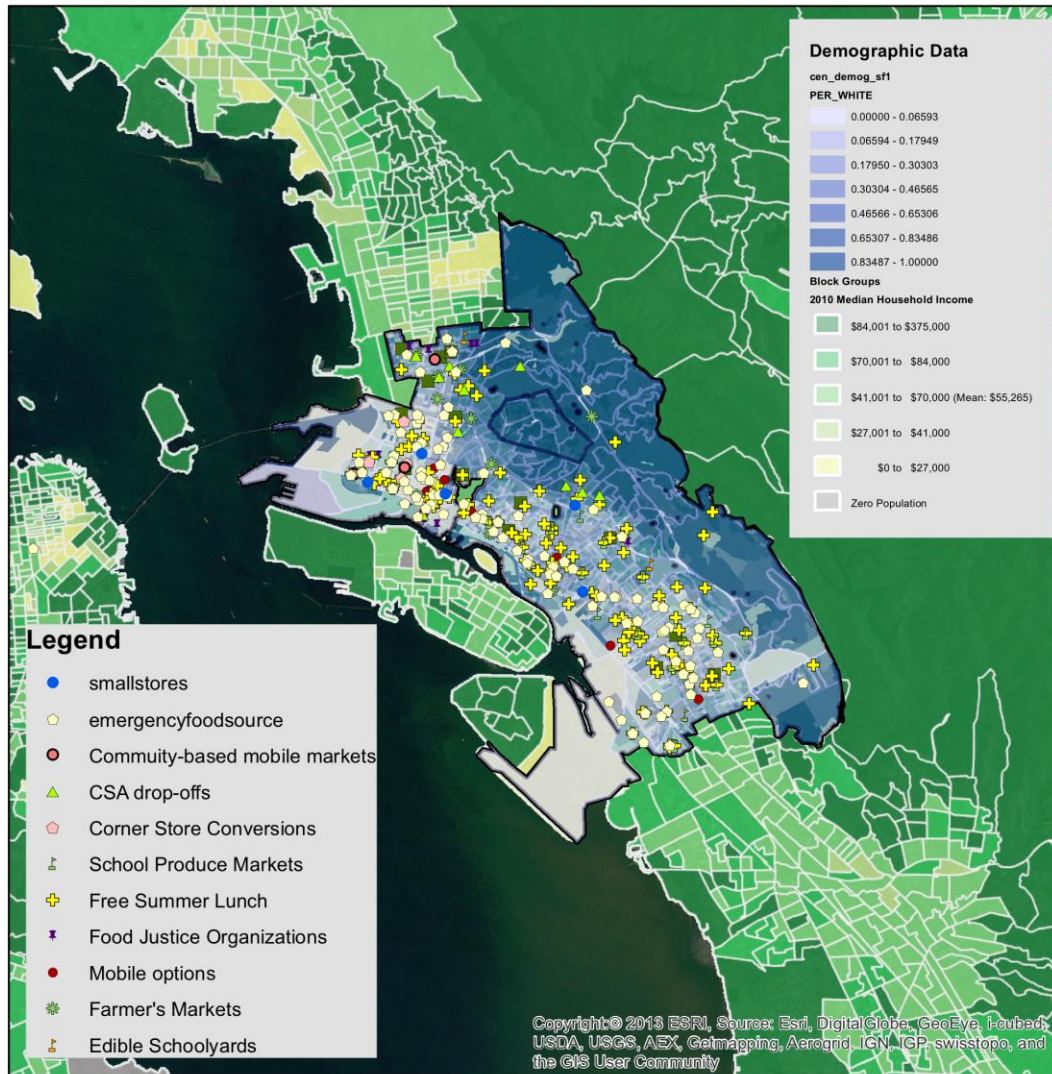 Demographic Data
cen_demog_sf1
PER_WHITE
0.00000 - 0.06593
0.06594 - 0.17949
0.17950 - 0.30303
0.30304 - 0.46565
0.46566 - 0.65306
0.65307 - 0.83486
0.83487 - 1.00000
Block Groups
2010 Median Household Income
$84,001 to $375,000
$70,001 to $84,000
$41,001 to $70,000 (Mean: $55,265)
$27,001 to $41,000
$0 to $27,000
Zero Population
Legend
smallstores
emergencyfoodsource
Commuity-based mobile markets
CSA drop-offs
Corner Store Conversions
School Produce Markets
Free Summer Lunch
Food Justice Organizations
Mobile options
Farmer's Markets
Edible Schoolyards
Copyright:© 2013 ESRI, Source: Esri, DigitalGlobe, GeoEye, i-cubed,
USDA, USGS, AEX, Getmapping, Aerogrid, IGN, IGP, swisstopo, and
the GIS User Community